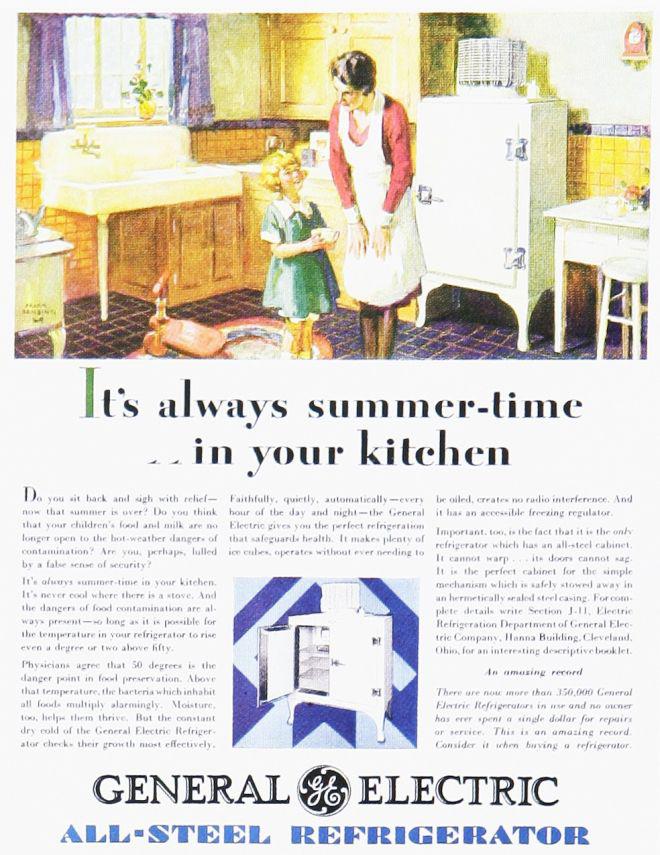 It's always summer-time
in your kitchen
Do you sit back and sigh with relief—
now that summer is over? Do you think
that your children's food and milk are no
longer open to the hot-weather dangers of
contamination? Are you, perhaps, lulled
by a false sense of security?
It's always summer-time in your kitchen.
It's never cool where there is a stove. And
the dangers of food contamination are al-
ways present—so long as it is possible for
the temperature in your refrigerator to rise
even a degree or two above fifty.
Physicians agree that 50 degrees is the
danger point in food preservation. Above
that temperature, the bacteria which inhabit
all foods multiply alarmingly. Moisture,
too, helps them thrive. But the constant
dry cold of the General Electric Refriger-
ator checks their growth most effectively.
Faithfully, quietly, automatically—every
hour of the day and night—the General
Electric gives you the perfect refrigeration
that safeguards health. It makes plenty of
ice cubes, operates without ever needing to
be oiled, creates no radio interference. And
it has an accessible freezing regulator.
Important, too, is the fact that it is the only
refrigerator which has an all-steel cabinet.
It cannot warp . . . its doors cannot sag.
It is the perfect cabinet for the simple
mechanism which is safely stowed away in
an hermetically sealed steel casing. For com-
plete details write Section J-11, Electric
Refrigeration Department of General Elec-
tric Company, Hanna Building, Cleveland,
Ohio, for an interesting descriptive booklet.
An amazing record
There are now more than 350,000 General
Electric Refrigerators in use and no owner
has ever spent a single dollar for repairs
or service. This is an amazing record.
Consider it when buying a refrigerator.
GENERAL GE ELECTRIC
ALL-STEEL REFRIGERATOR